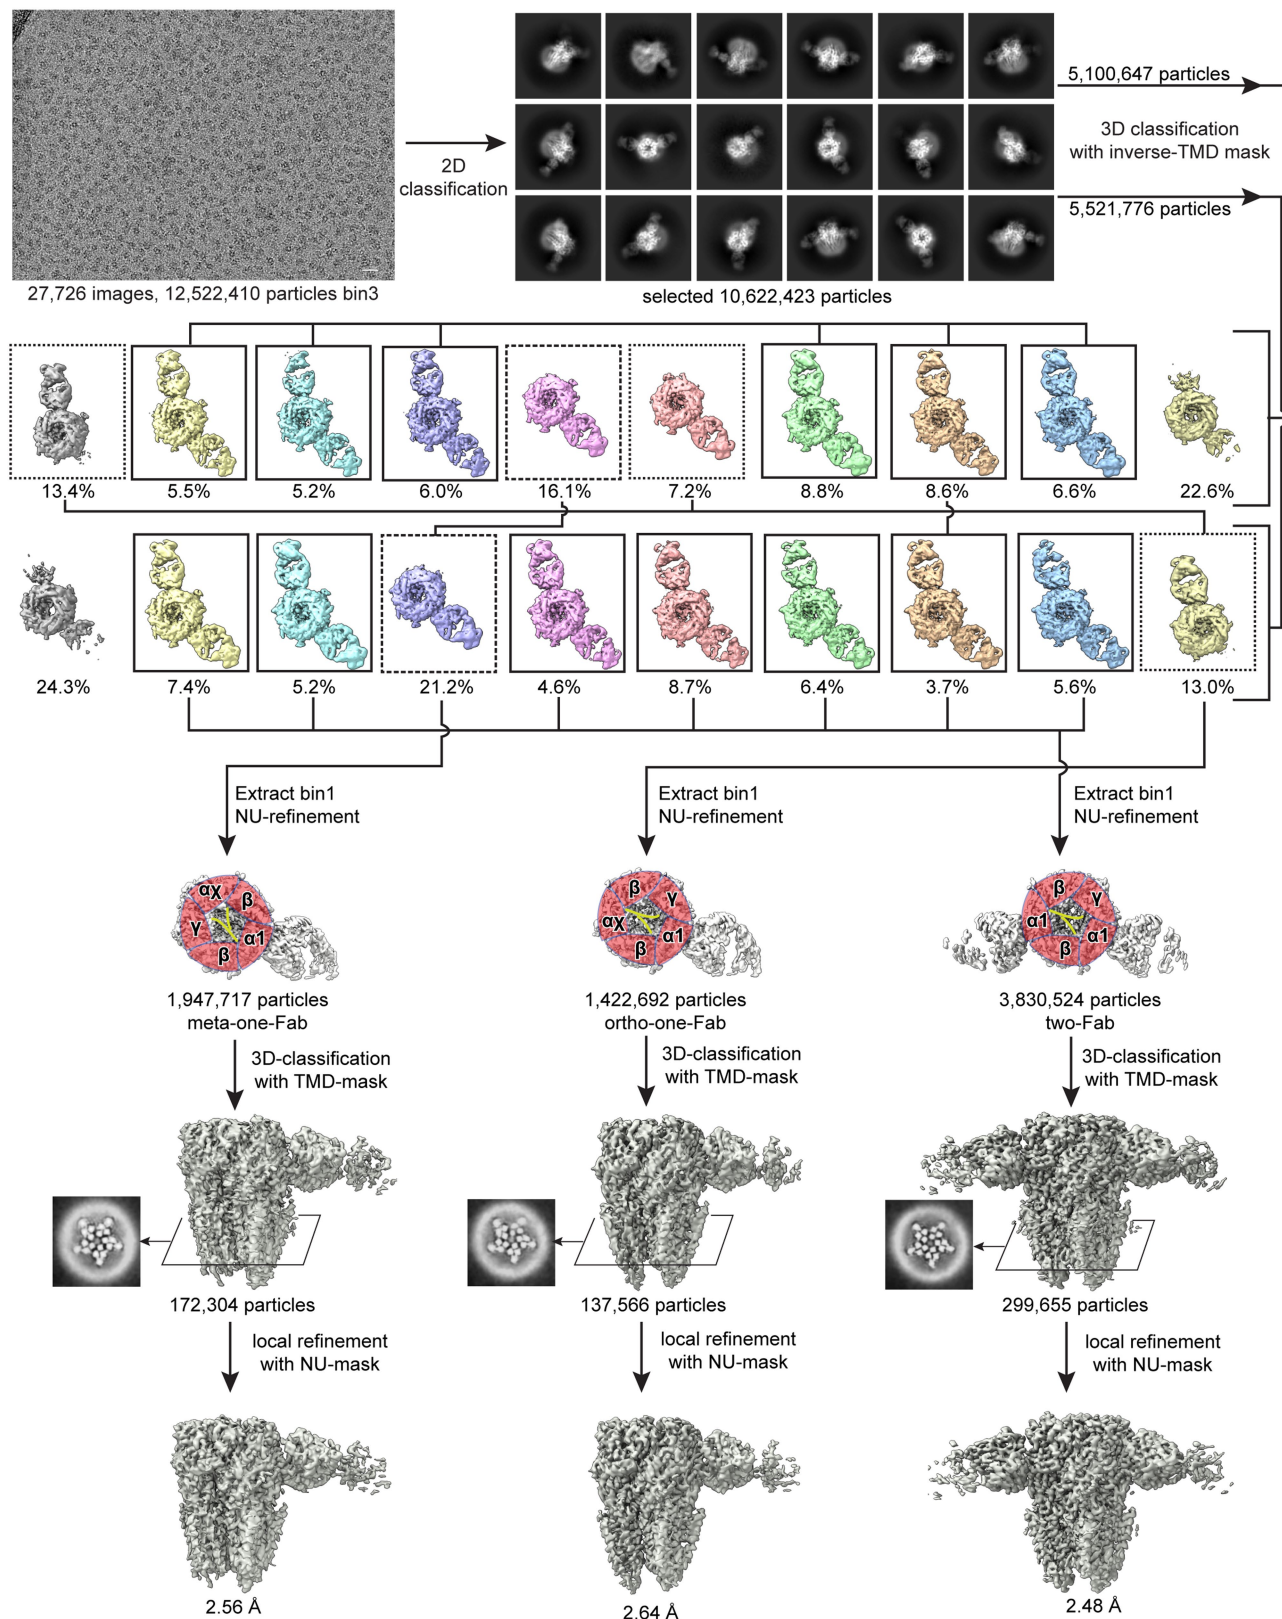 5,100,647 particles
3D classification
with inverse-TMD mask
2D
classification
5,521,776 particles
27,726 images, 12,522,410 particles bin3
selected 10,622,423 particles
13.4%
5.5%
5.2%
6.0%
16.1%
7.2%
8.8%
8.6%
6.6%
22.6%
24.3%
7.4%
5.2%
21.2%
4.6%
8.7%
6.4%
3.7%
5.6%
13.0%
Extract bin1
NU-refinement
Extract bin1
NU-refinement
Extract bin1
NU-refinement
αχ
β
γ
α1
β
β
γ
αχ
α1
β
β
γ
α1
α1
β
1,947,717 particles
meta-one-Fab
1,422,692 particles
ortho-one-Fab
3,830,524 particles
two-Fab
3D-classification
with TMD-mask
3D-classification
with TMD-mask
3D-classification
with TMD-mask
172,304 particles
137,566 particles
299,655 particles
local refinement
with NU-mask
local refinement
with NU-mask
local refinement
with NU-mask
2.56 Å
2.64 Å
2.48 Å